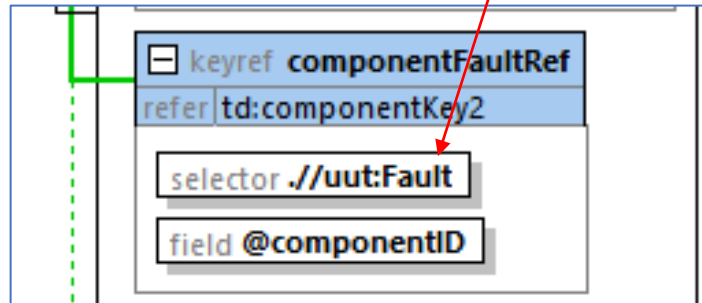 keyref componentFaultRef
refer td:componentKey2
selector .//uut:Fault
field @componentID